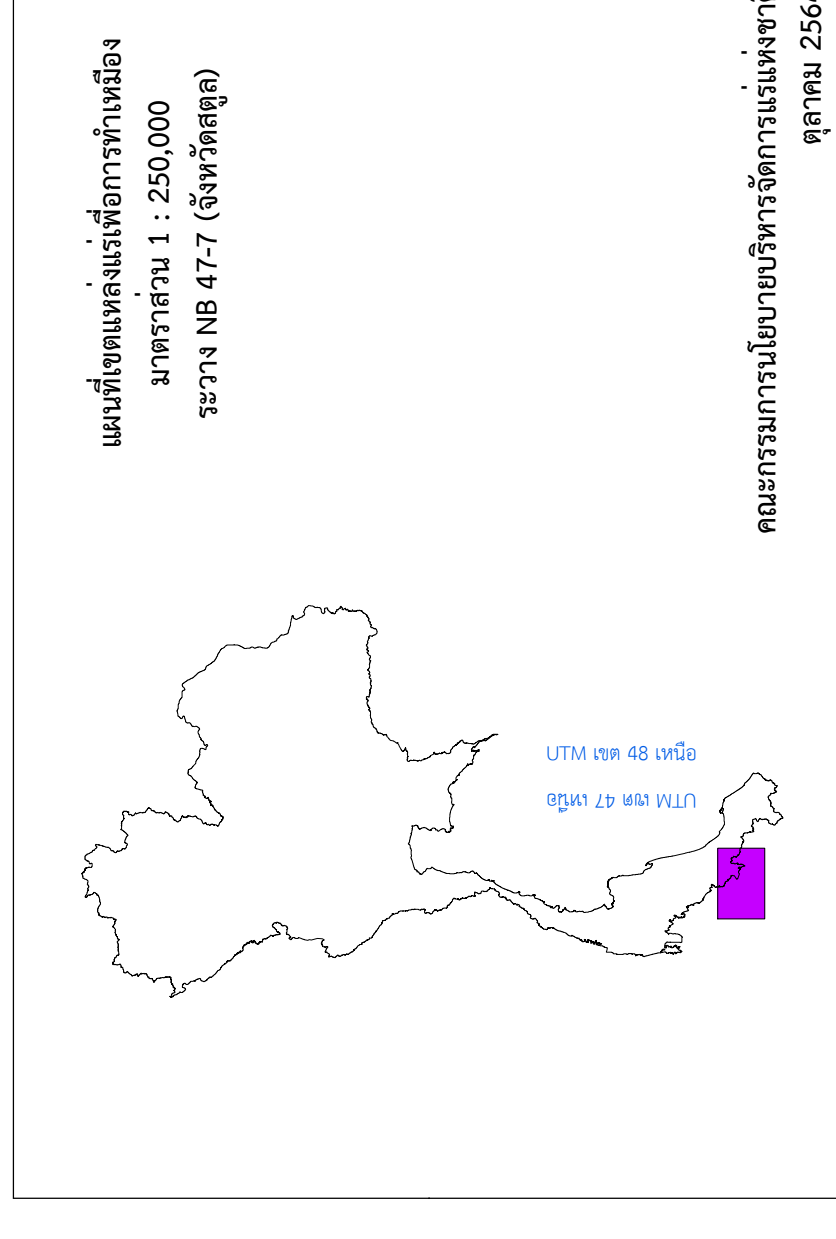 แผนที่เขตแหล่งแร่เพื่อการทำเหมือง
มาตราส่วน 1 : 250,000
ระวาง NB 47-7 (จังหวัดสตูล)
UTM เขต 48 เหนือ
UTM เขต 47 เหนือ
คณะกรรมการนโยบายบริหารจัดการแร่แห่งชาติ
ตุลาคม 2564